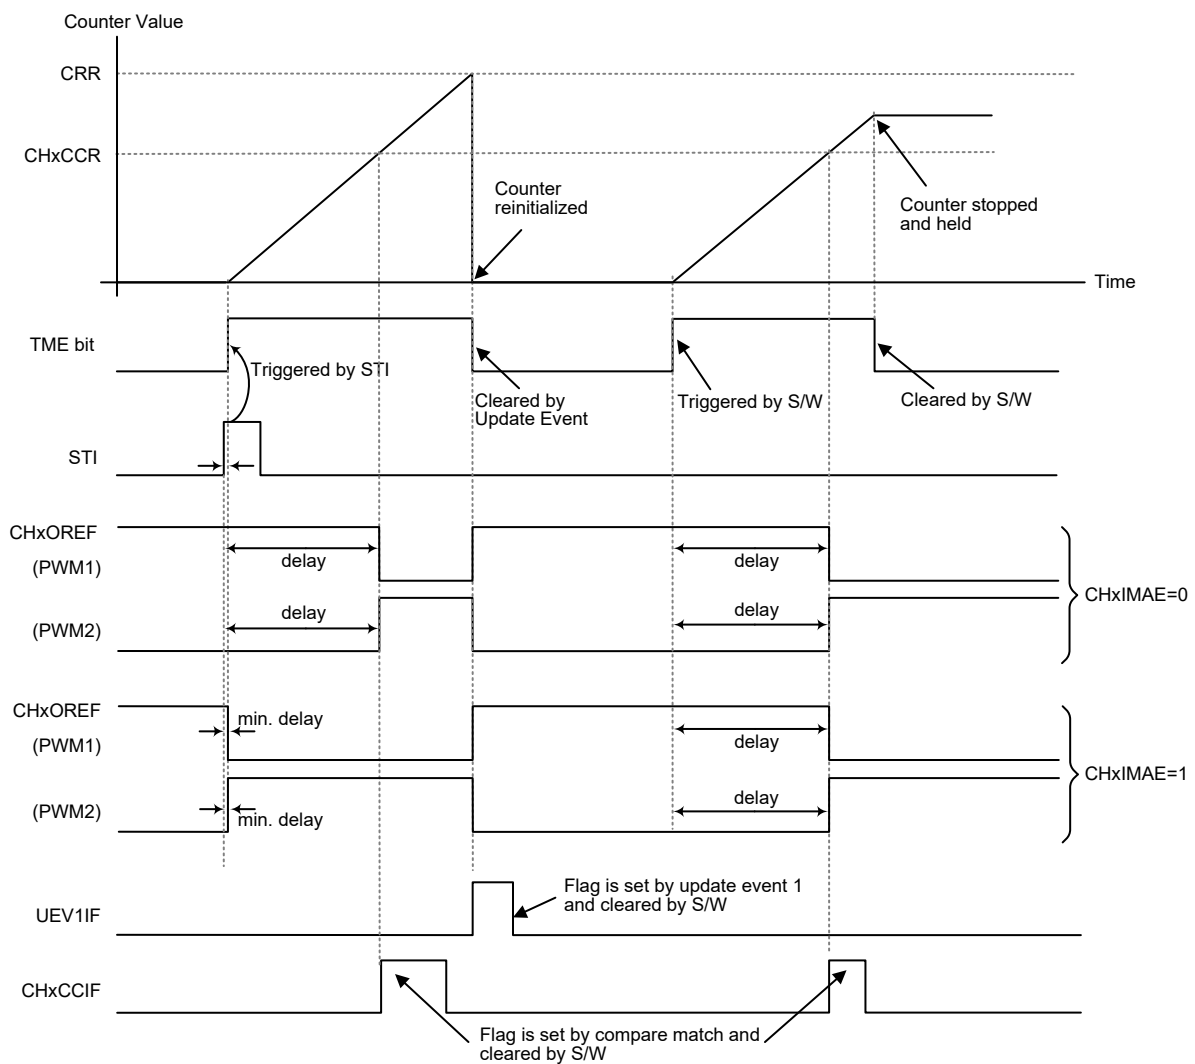 Counter Value
CRR
CHxCCR
Counter
reinitialized
Counter stopped
and held
Time
TME bit
Triggered by STI
Cleared by
Update Event
Triggered by S/W
Cleared by S/W
STI
CHxOREF
(PWM1)
delay
delay
(PWM2)
delay
delay
CHxIMAE=0
CHxOREF
(PWM1)
min. delay
delay
(PWM2)
min. delay
delay
CHxIMAE=1
UEV1IF
Flag is set by update event 1
and cleared by S/W
CHxCCIF
Flag is set by compare match and
cleared by S/W